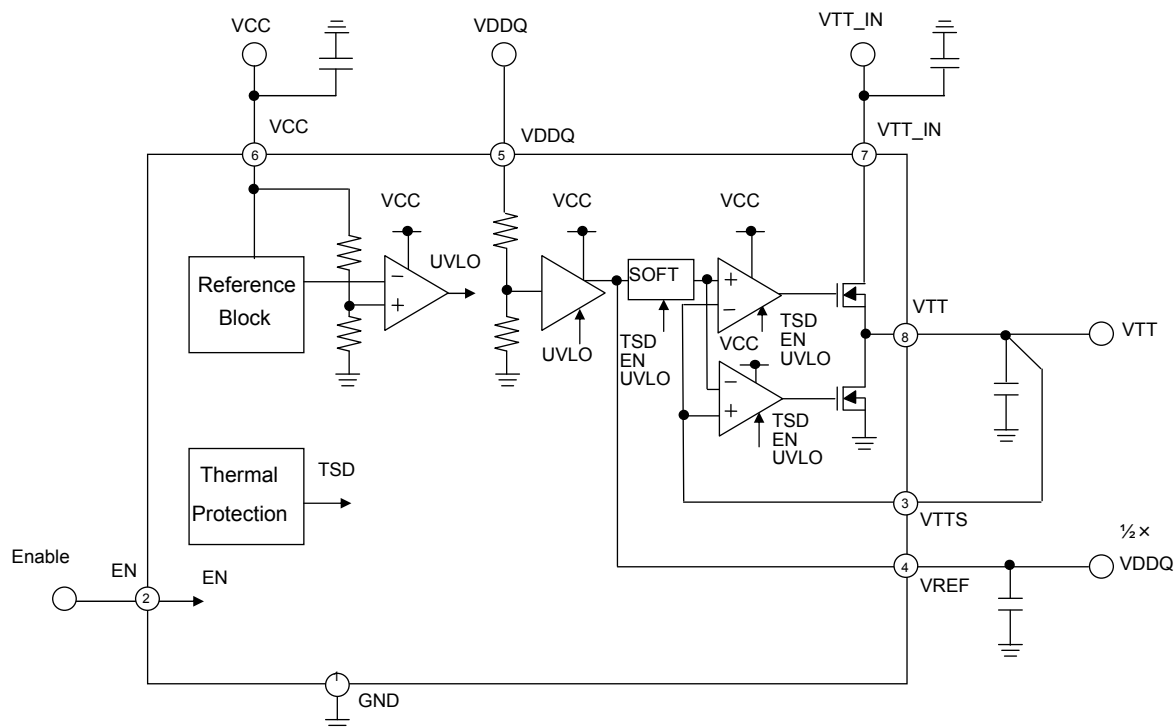 VCC
VDDQ
VTT_IN
VCC
VDDQ
VTT_IN
6
5
7
VCC
VCC
VCC
UVLO
Reference
Block
−
+
SOFT
+
−
UVLO
TSD
EN
UVLO
TSD
EN
UVLO
VCC
VTT
8
VTT
−
+
TSD
EN
UVLO
Thermal
Protection
TSD
3
VTTS
½ ×
VDDQ
4
VREF
Enable
EN
2
EN
1
GND